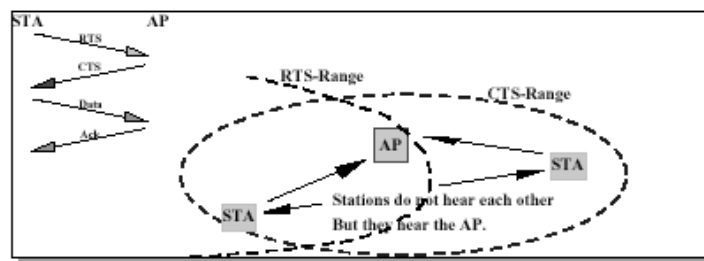 STA AP
RTS
CTS
Data
Ack
RTS-Range
CTS-Range
AP
STA
STA
Stations do not hear each other
But they hear the AP.